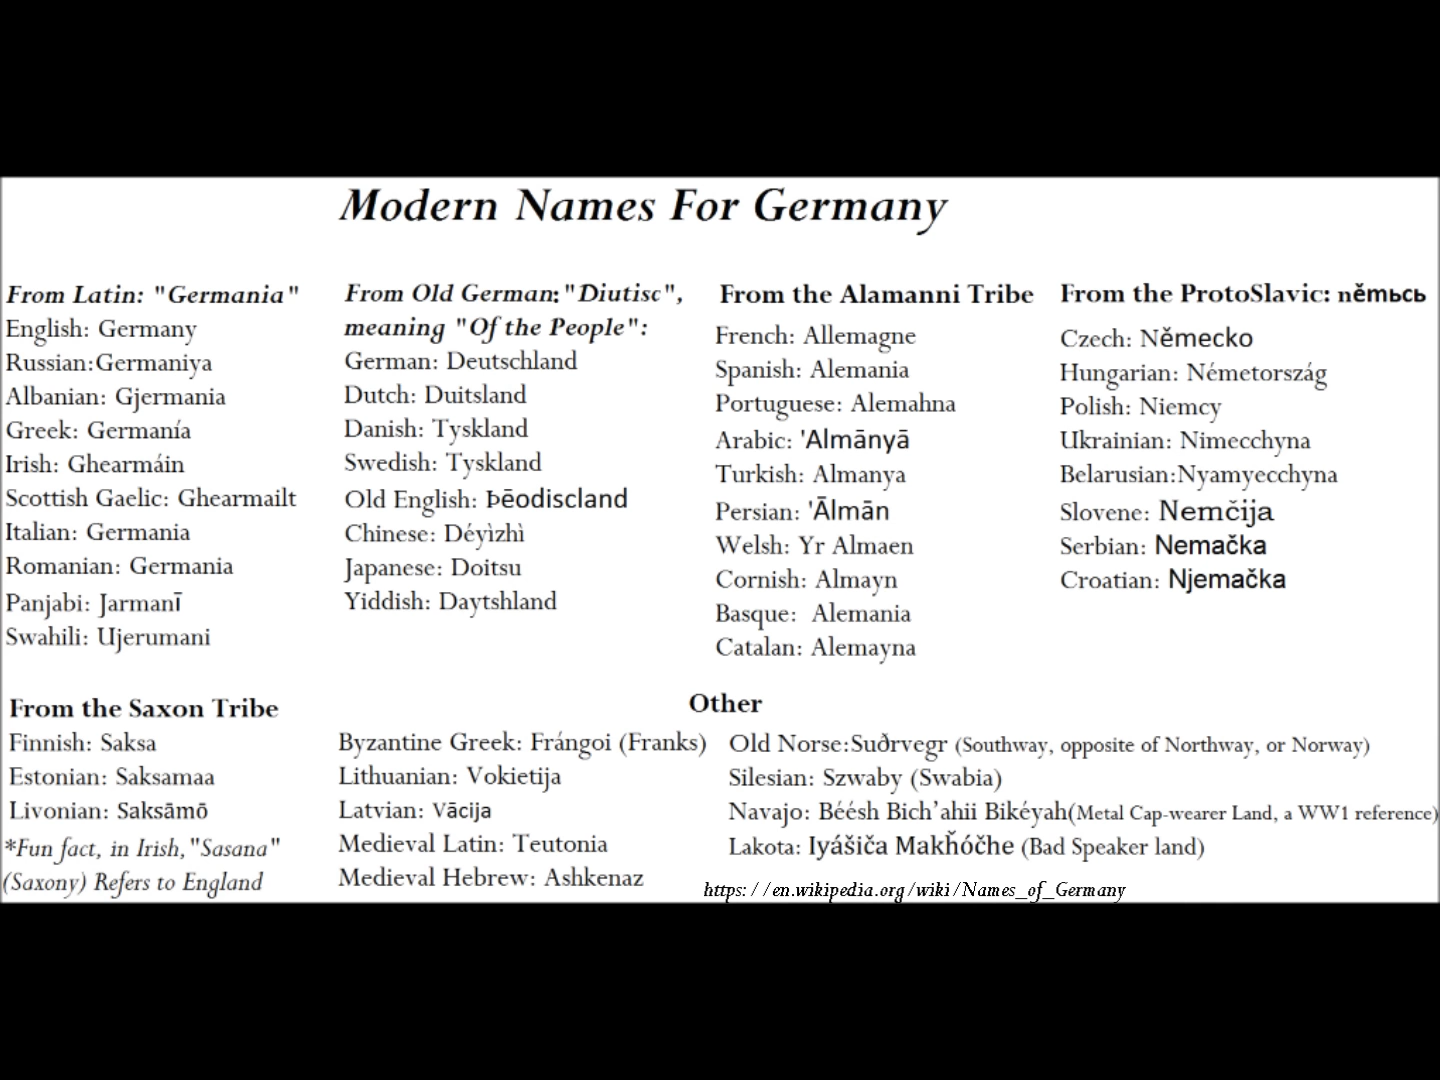 Modern Names For Germany
From Latin: "Germania"
English: Germany
Russian:Germaniya
Albanian: Gjermania
Greek: Germanía
Irish: Ghearmáin
Scottish Gaelic: Ghearmailt
Italian: Germania
Romanian: Germania
Panjabi: Jarmanī
Swahili: Ujerumani
From Old German:"Diutisc",
meaning "Of the People":
German: Deutschland
Dutch: Duitsland
Danish: Tyskland
Swedish: Tyskland
Old English: Þēodiscland
Chinese: Déyìzhì
Japanese: Doitsu
Yiddish: Daytshland
From the Alamanni Tribe
French: Allemagne
Spanish: Alemania
Portuguese: Alemahna
Arabic: 'Almānyā
Turkish: Almanya
Persian: 'Ālmān
Welsh: Yr Almaen
Cornish: Almayn
Basque: Alemania
Catalan: Alemayna
From the ProtoSlavic: němьcь
Czech: Německo
Hungarian: Németország
Polish: Niemcy
Ukrainian: Nimecchyna
Belarusian:Nyamyecchyna
Slovene: Nemčija
Serbian: Nemačka
Croatian: Njemačka
From the Saxon Tribe
Finnish: Saksa
Estonian: Saksamaa
Livonian: Saksāmō
*Fun fact, in Irish,"Sasana"
(Saxony) Refers to England
Other
Byzantine Greek: Frángoi (Franks)
Lithuanian: Vokietija
Latvian: Vācija
Medieval Latin: Teutonia
Medieval Hebrew: Ashkenaz
Old Norse:Suðrvegr (Southway, opposite of Northway, or Norway)
Silesian: Szwaby (Swabia)
Navajo: Béésh Bich’ahii Bikéyah(Metal Cap-wearer Land, a WW1 reference)
Lakota: Iyášiča Makȟóčhe (Bad Speaker land)
https://en.wikipedia.org/wiki/Names_of_Germany